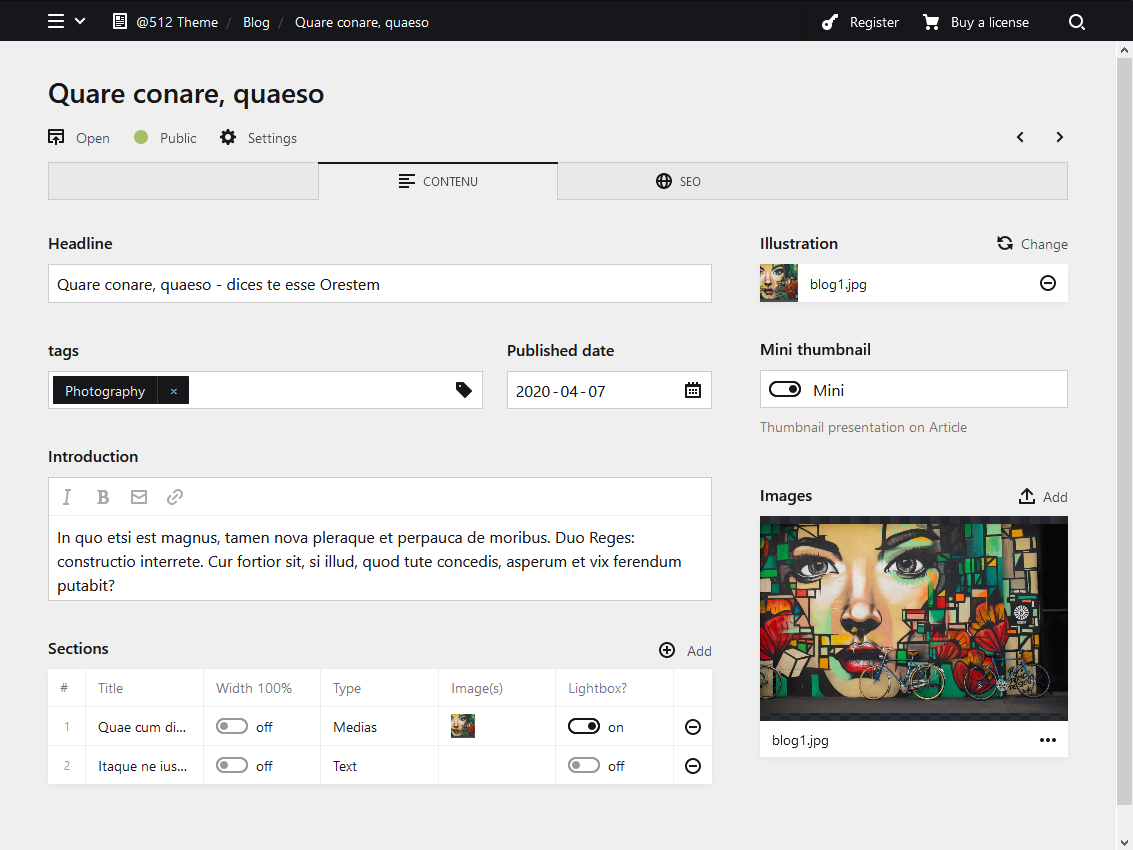 @512 Theme / Blog / Quare conare, quaeso
Register
Buy a license
Quare conare, quaeso
Open
Public
Settings
CONTENU
SEO
Headline
Quare conare, quaeso - dices te esse Orestem
tags
Photography ×
Published date
2020-04-07
Introduction
In quo etsi est magnus, tamen nova pleraque et perpauca de moribus. Duo Reges:
constructio interrete. Cur fortior sit, si illud, quod tute concedis, asperum et vix ferendum
putabit?
Sections
Add
# Title Width 100% Type Image(s) Lightbox?
1 Quae cum di... off Medias on
2 Itaque ne ius... off Text off
Illustration
Change
blog1.jpg
Mini thumbnail
Mini
Thumbnail presentation on Article
Images
Add
blog1.jpg